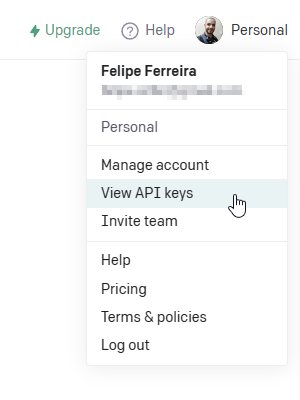 Upgrade
Help
Personal
Felipe Ferreira
Personal
Manage account
View API keys
Invite team
Help
Pricing
Terms & policies
Log out